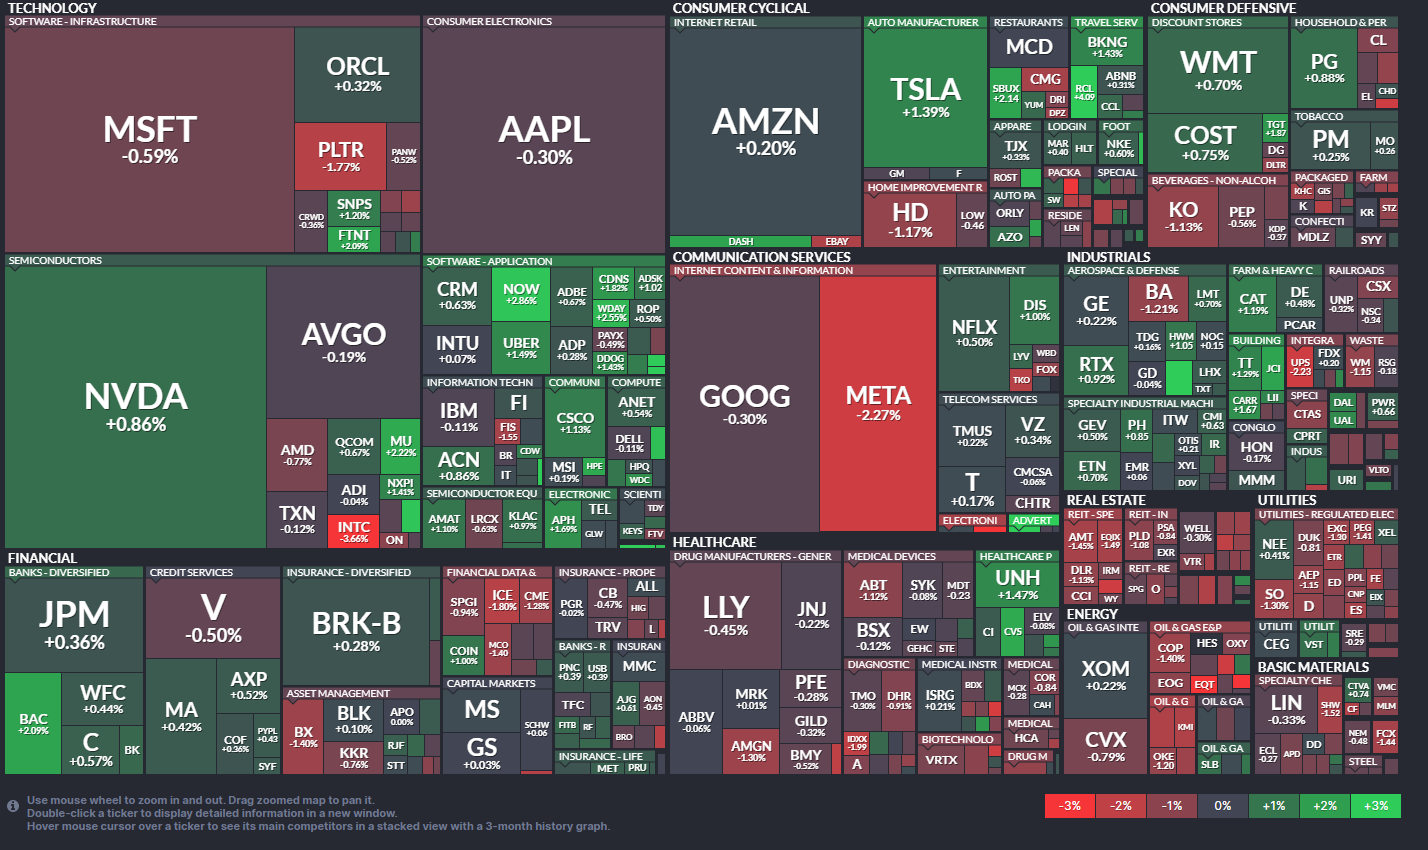 TECHNOLOGY
SOFTWARE - INFRASTRUCTURE
MSFT
-0.59%
ORCL
+0.32%
PLTR
-1.77%
PANW
-0.52%
CRWD
-0.36%
SNPS
+1.20%
FTNT
+2.09%
CONSUMER ELECTRONICS
AAPL
-0.30%
SEMICONDUCTORS
NVDA
+0.86%
AVGO
-0.19%
AMD
-0.77%
QCOM
+0.67%
MU
+2.22%
ADI
-0.04%
NXPI
+1.41%
TXN
-0.12%
INTC
-3.66%
ON
SOFTWARE - APPLICATION
CRM
+0.63%
NOW
+2.86%
ADBE
+0.67%
CDNS
+1.82%
ADSK
+1.02
WDAY
+2.55%
ROP
+0.50%
INTU
+0.07%
UBER
+1.49%
ADP
+0.28%
PAYX
-0.49%
DDOG
+1.43%
INFORMATION TECHN
IBM
-0.11%
FI
FIS
-1.55
ACN
+0.86%
BR
CDW
IT
COMMUNI
CSCO
+1.13%
MSI
+0.19%
HPE
COMPUTE
ANET
+0.54%
DELL
-0.11%
HPQ
WDC
SEMICONDUCTOR EQU
AMAT
+1.10%
LRCX
-0.63%
KLAC
+0.97%
ELECTRONIC
APH
+1.69%
TEL
GLW
SCIENTI
TDY
KEYS
FTV
CONSUMER CYCLICAL
INTERNET RETAIL
AMZN
+0.20%
DASH
EBAY
AUTO MANUFACTURER
TSLA
+1.39%
GM
F
HOME IMPROVEMENT R
HD
-1.17%
LOW
-0.46
RESTAURANTS
MCD
SBUX
+2.14
CMG
YUM
DRI
DPZ
TRAVEL SERV
BKNG
+1.43%
RCL
+4.09
ABNB
+0.31%
CCL
APPARE
TJX
+0.33%
ROST
LODGIN
MAR
+0.40
HLT
FOOT
NKE
+0.60%
AUTO PA
ORLY
AZO
PACKA
SW
SPECIAL
RESIDE
LEN
CONSUMER DEFENSIVE
DISCOUNT STORES
WMT
+0.70%
COST
+0.75%
TGT
+1.87
DG
DLTR
HOUSEHOLD & PER
PG
+0.88%
CL
EL
CHD
TOBACCO
PM
+0.25%
MO
+0.26
BEVERAGES - NON-ALCOH
KO
-1.13%
PEP
-0.56%
KDP
-0.37
PACKAGED
KHC
GIS
K
FARM
CONFECTI
MDLZ
KR
STZ
SYY
COMMUNICATION SERVICES
INTERNET CONTENT & INFORMATION
GOOG
-0.30%
META
-2.27%
ENTERTAINMENT
NFLX
+0.50%
DIS
+1.00%
LYV
WBD
FOX
TKO
TELECOM SERVICES
TMUS
+0.22%
VZ
+0.34%
T
+0.17%
CMCSA
-0.06%
CHTR
ELECTRONI
ADVERT
INDUSTRIALS
AEROSPACE & DEFENSE
GE
+0.22%
BA
-1.21%
LMT
+0.70%
RTX
+0.92%
TDG
+0.16%
HWM
+1.05
NOC
+0.15
GD
-0.04%
LHX
TXT
FARM & HEAVY C
CAT
+1.19%
DE
+0.48%
PCAR
RAILROADS
UNP
-0.32%
CSX
NSC
-0.34
BUILDING
TT
+1.29%
JCI
CARR
+1.67
LII
INTEGRA
UPS
-2.23
FDX
+0.20
WASTE
WM
-1.15
RSG
-0.18
SPECI
CTAS
CPRT
DAL
UAL
PWR
+0.66
SPECIALTY INDUSTRIAL MACHI
GEV
+0.50%
PH
+0.85
ITW
CMI
+0.63
OTIS
+0.21
IR
ETN
+0.70%
EMR
+0.06
XYL
DOV
CONGLO
HON
-0.17%
MMM
INDUS
URI
VLTO
FINANCIAL
BANKS - DIVERSIFIED
JPM
+0.36%
BAC
+2.09%
WFC
+0.44%
C
+0.57%
BK
CREDIT SERVICES
V
-0.50%
MA
+0.42%
AXP
+0.52%
COF
+0.36%
PYPL
+0.43
SYF
INSURANCE - DIVERSIFIED
BRK-B
+0.28%
ASSET MANAGEMENT
BX
-1.40%
BLK
+0.10%
APO
0.00%
KKR
-0.76%
RJF
STT
FINANCIAL DATA &
SPGI
-0.94%
ICE
-1.80%
CME
-1.28%
COIN
+1.00%
MCO
-1.40
CAPITAL MARKETS
MS
GS
+0.03%
SCHW
+0.06
INSURANCE - PROPE
PGR
-0.02%
CB
-0.47%
ALL
TRV
HIG
L
BANKS - R
PNC
+0.39
USB
+0.39
TFC
FITB
RF
INSURAN
MMC
AJG
+0.61
AON
-0.45
BRO
INSURANCE - LIFE
MET
PRU
HEALTHCARE
DRUG MANUFACTURERS - GENER
LLY
-0.45%
JNJ
-0.22%
ABBV
-0.06%
MRK
+0.01%
PFE
-0.28%
AMGN
-1.30%
GILD
-0.32%
BMY
-0.52%
MEDICAL DEVICES
ABT
-1.12%
SYK
-0.08%
MDT
-0.23
BSX
-0.12%
EW
GEHC
STE
HEALTHCARE P
UNH
+1.47%
CI
CVS
ELV
-0.08%
DIAGNOSTIC
TMO
-0.30%
DHR
-0.91%
IDXX
-1.99
A
MEDICAL INSTR
ISRG
+0.21%
BDX
MEDICAL
MCK
-0.28
COR
-0.84
CAH
MEDICAL
HCA
BIOTECHNOLO
VRTX
DRUG M
REAL ESTATE
REIT - SPE
AMT
-1.45%
EQIX
-1.49
DLR
-1.13%
IRM
CCI
WY
REIT - IN
PLD
-1.08
PSA
-0.84
EXR
WELL
-0.30%
VTR
REIT - RE
SPG
O
UTILITIES
UTILITIES - REGULATED ELEC
NEE
+0.41%
DUK
-0.81
EXC
-1.30
PEG
-1.41
XEL
ETR
SO
-1.30%
AEP
-1.15
ED
PPL
FE
D
CNP
EIX
ES
UTILITI
CEG
UTILIT
VST
SRE
-0.29
ENERGY
OIL & GAS INTE
XOM
+0.22%
CVX
-0.79%
OIL & GAS E&P
COP
-1.40%
HES
OXY
EOG
EQT
OIL & G
KMI
OKE
-1.20
OIL & GA
OIL & GA
SLB
BASIC MATERIALS
SPECIALTY CHE
LIN
-0.33%
SHW
-1.52
ECL
-0.27
APD
DD
CTVA
+0.74
CF
VMC
MLM
NEM
-0.48
FCX
-1.44
STEEL
Use mouse wheel to zoom in and out. Drag zoomed map to pan it.
Double-click a ticker to display detailed information in a new window.
Hover mouse cursor over a ticker to see its main competitors in a stacked view with a 3-month history graph.
-3% -2% -1% 0% +1% +2% +3%